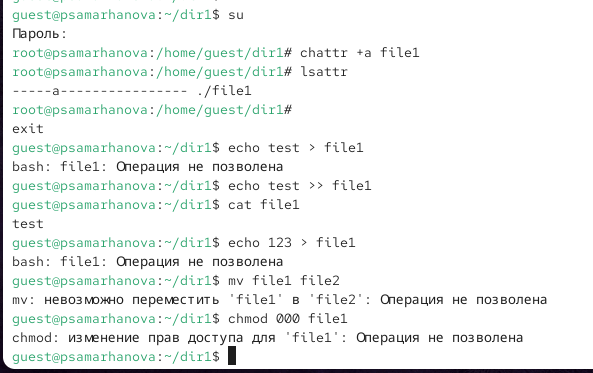 guest@psamarhanova:~/dir1$ su
Пароль:
root@psamarhanova:/home/guest/dir1# chattr +a file1
root@psamarhanova:/home/guest/dir1# lsattr
-----a---------------- ./file1
root@psamarhanova:/home/guest/dir1#
exit
guest@psamarhanova:~/dir1$ echo test > file1
bash: file1: Операция не позволена
guest@psamarhanova:~/dir1$ echo test >> file1
guest@psamarhanova:~/dir1$ cat file1
test
guest@psamarhanova:~/dir1$ echo 123 > file1
bash: file1: Операция не позволена
guest@psamarhanova:~/dir1$ mv file1 file2
mv: невозможно переместить 'file1' в 'file2': Операция не позволена
guest@psamarhanova:~/dir1$ chmod 000 file1
chmod: изменение прав доступа для 'file1': Операция не позволена
guest@psamarhanova:~/dir1$